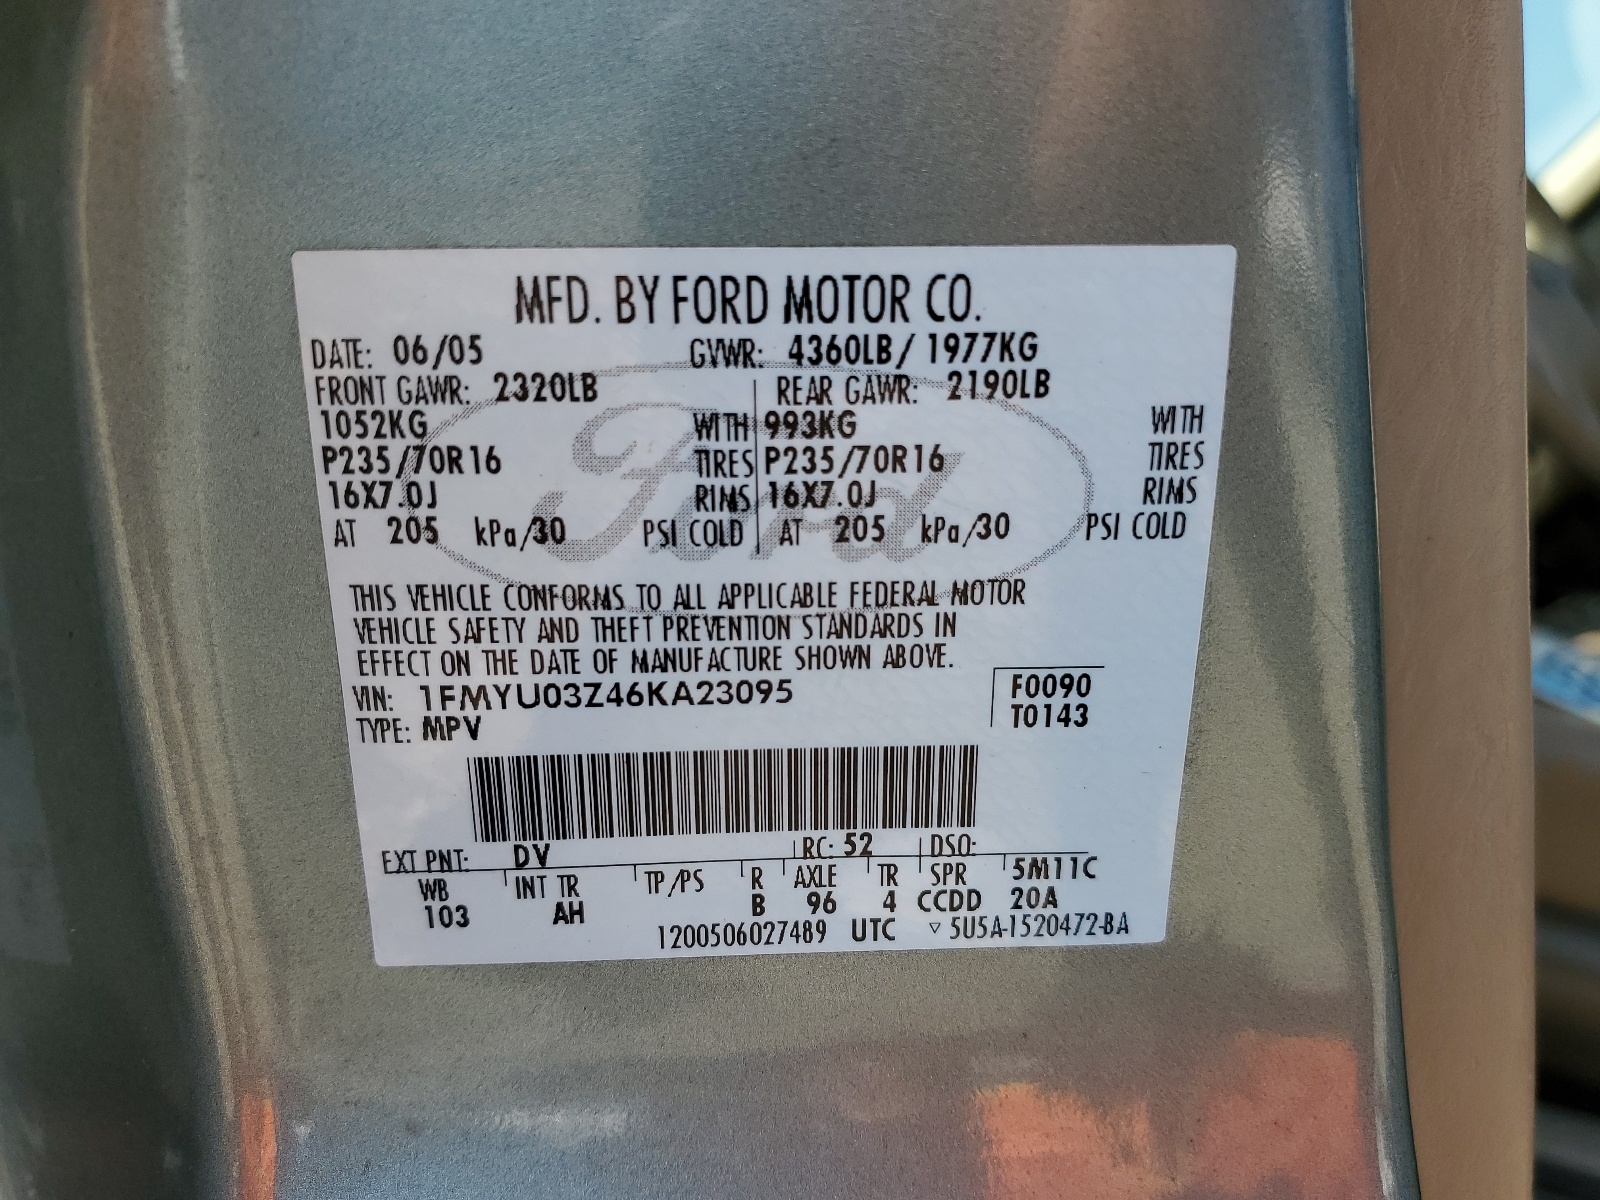 MFD. BY FORD MOTOR CO.
DATE: 06/05 GVWR: 4360LB/ 1977KG
FRONT GAWR: 2320LB REAR GAWR: 2190LB
1052KG WITH 993KG WITH
P235/70R16 TIRES P235/70R16 TIRES
16X7.0J RIMS 16X7.0J RIMS
AT 205 kPa/30 PSI COLD AT 205 kPa/30 PSI COLD
Ford
THIS VEHICLE CONFORMS TO ALL APPLICABLE FEDERAL MOTOR
VEHICLE SAFETY AND THEFT PREVENTION STANDARDS IN
EFFECT ON THE DATE OF MANUFACTURE SHOWN ABOVE.
VIN: 1FMYU03Z46KA23095 F0090
TYPE: MPV T0143
EXT PNT: DV RC: 52 DSO:
WB INT TR TP/PS R AXLE TR SPR 5M11C
103 AH B 96 4 CCDD 20A
1200506027489 UTC ▿ 5U5A-1520472-BA